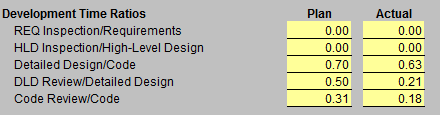 Development Time Ratios Plan Actual
REQ Inspection/Requirements 0.00 0.00
HLD Inspection/High-Level Design 0.00 0.00
Detailed Design/Code 0.70 0.63
DLD Review/Detailed Design 0.50 0.21
Code Review/Code 0.31 0.18